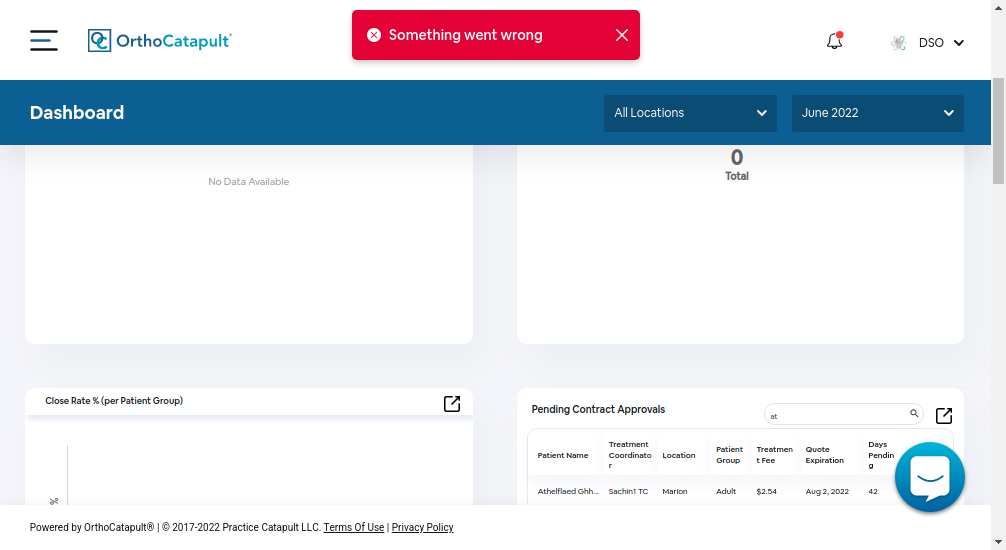 Something went wrong
OrthoCatapult®
DSO
Dashboard
All Locations
June 2022
No Data Available
0
Total
Close Rate % (per Patient Group)
Pending Contract Approvals
at
Patient Name
Treatment
Coordinato
r
Location
Patient
Group
Treatmen
t Fee
Quote
Expiration
Days
Pendin
g
Athelflaed Ghh...
Sachin1 TC
Marion
Adult
$2.54
Aug 2, 2022
42
%
Powered by OrthoCatapult® | © 2017-2022 Practice Catapult LLC. Terms Of Use | Privacy Policy